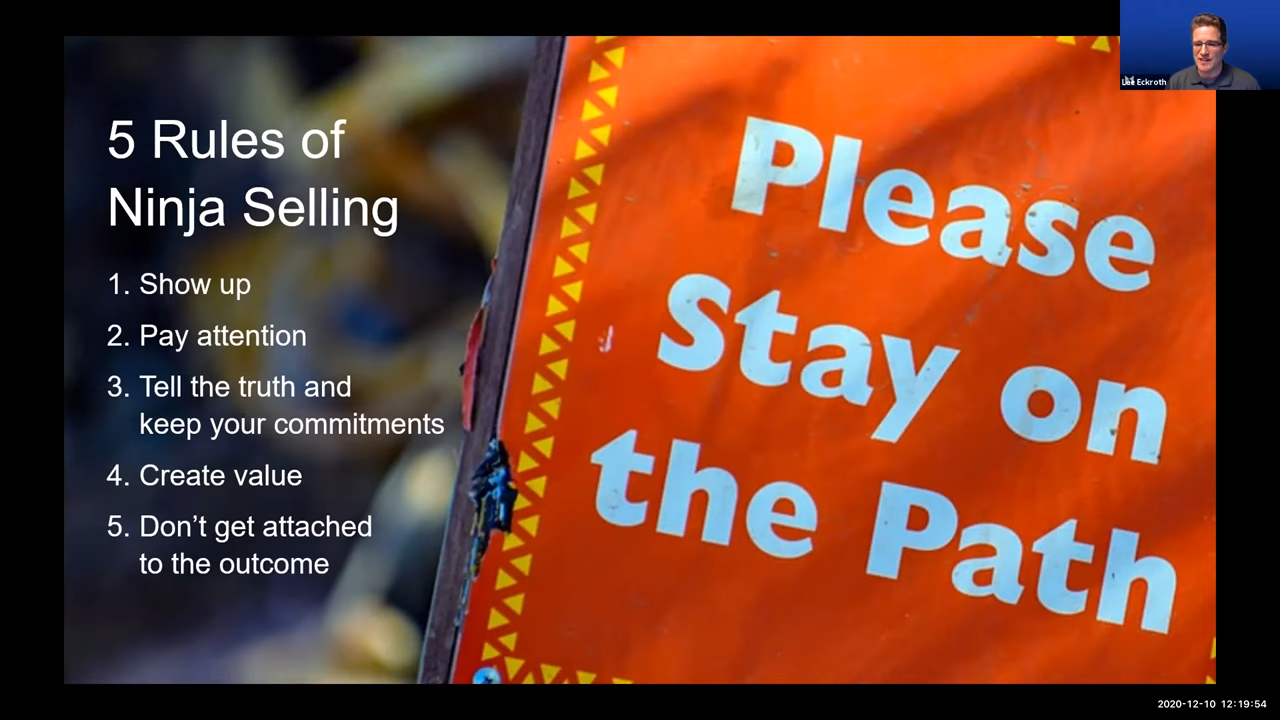 5 Rules of
Ninja Selling
1. Show up
2. Pay attention
3. Tell the truth and
keep your commitments
4. Create value
5. Don’t get attached
to the outcome
Please
Stay on
the Path
Lee Eckroth
2020-12-10 12:19:54